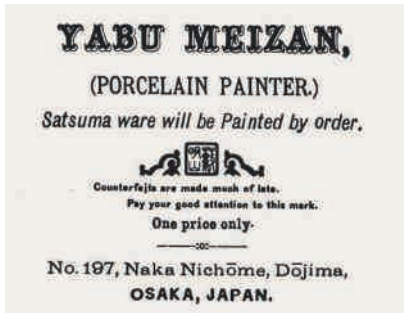 YABU MEIZAN,
(PORCELAIN PAINTER.)
Satsuma ware will be Painted by order.
Counterfeits are made much of late.
Pay your good attention to this mark.
One price only.
No. 197, Naka Nichōme, Dōjima,
OSAKA, JAPAN.